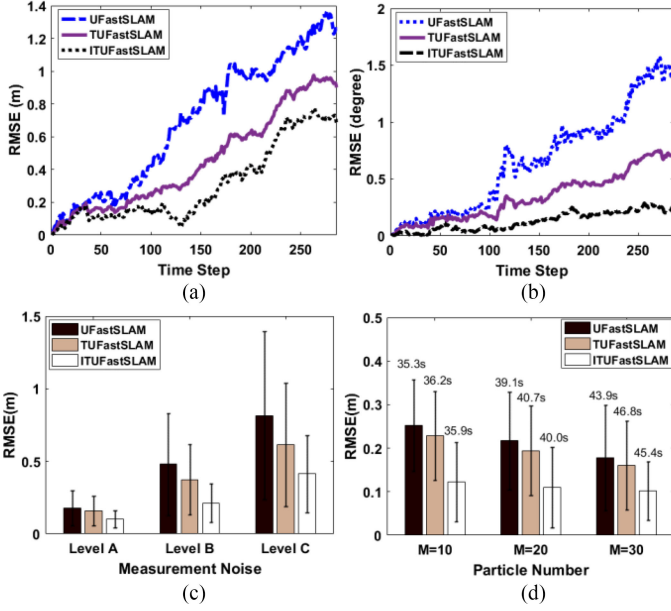 UFastSLAM
TUFastSLAM
ITUFastSLAM
1.4
1.2
1
0.8
0.6
0.4
0.2
0
RMSE (m)
0 50 100 150 200 250
Time Step
(a)
UFastSLAM
TUFastSLAM
ITUFastSLAM
2
1.5
1
0.5
0
RMSE (degree)
0 50 100 150 200 250
Time Step
(b)
UFastSLAM
TUFastSLAM
ITUFastSLAM
1.5
1
0.5
0
RMSE(m)
Level A Level B Level C
Measurement Noise
(c)
UFastSLAM
TUFastSLAM
ITUFastSLAM
0.5
0.4
0.3
0.2
0.1
0
RMSE(m)
35.3s 36.2s 35.9s
39.1s 40.7s 40.0s
43.9s 46.8s 45.4s
M=10 M=20 M=30
Particle Number
(d)